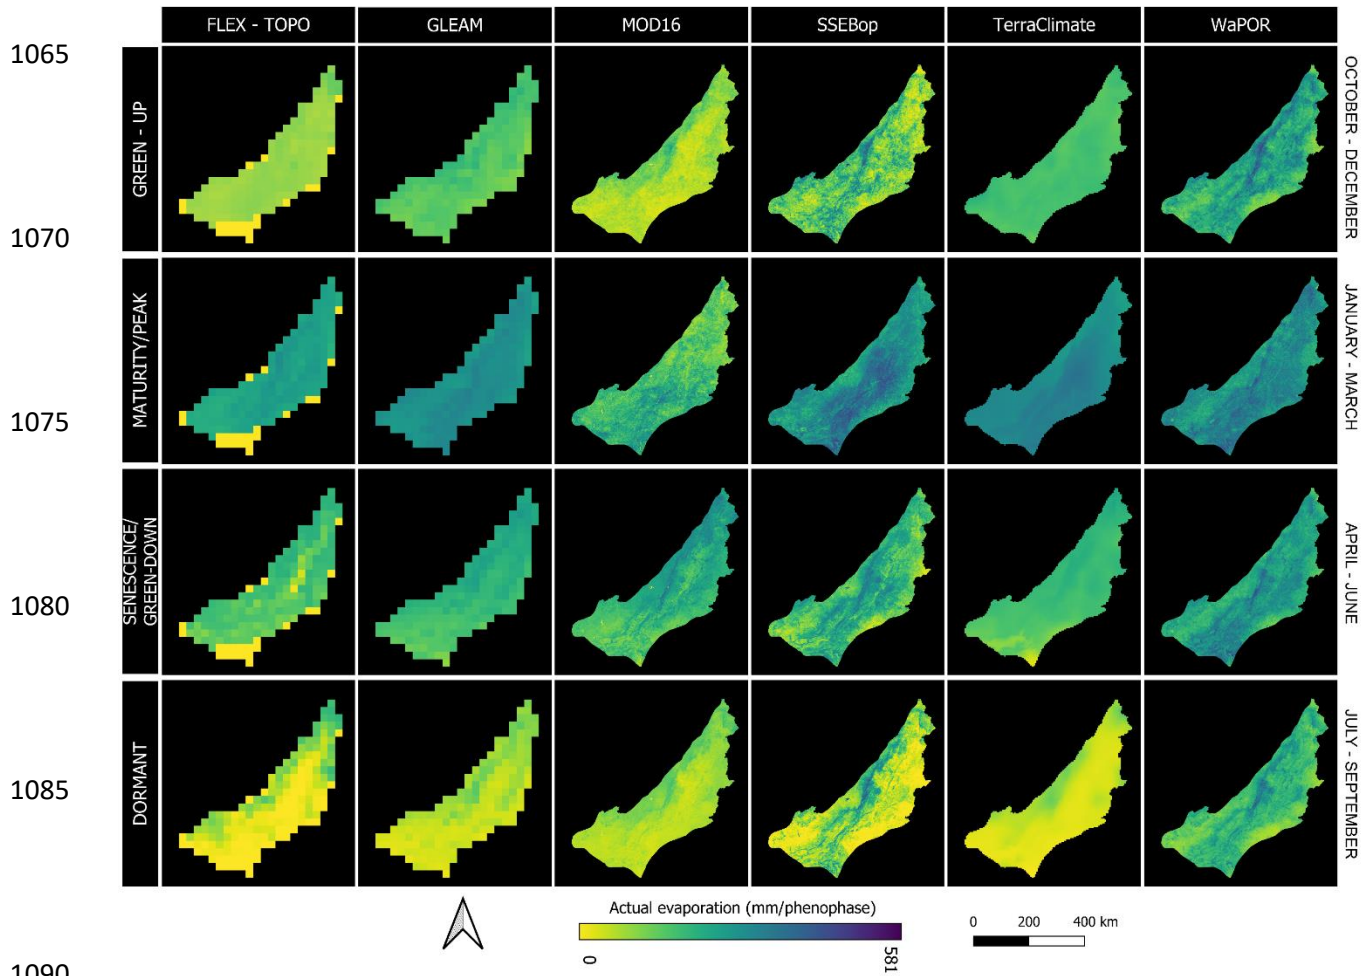 FLEX - TOPO GLEAM MOD16 SSEBop TerraClimate WaPOR
1065
GREEN - UP
OCTOBER - DECEMBER
1070
MATURITY/PEAK
JANUARY - MARCH
1075
SENESCENCE/
GREEN-DOWN
APRIL - JUNE
1080
DORMANT
JULY - SEPTEMBER
1085
Actual evaporation (mm/phenophase)
0 581
0 200 400 km
1090